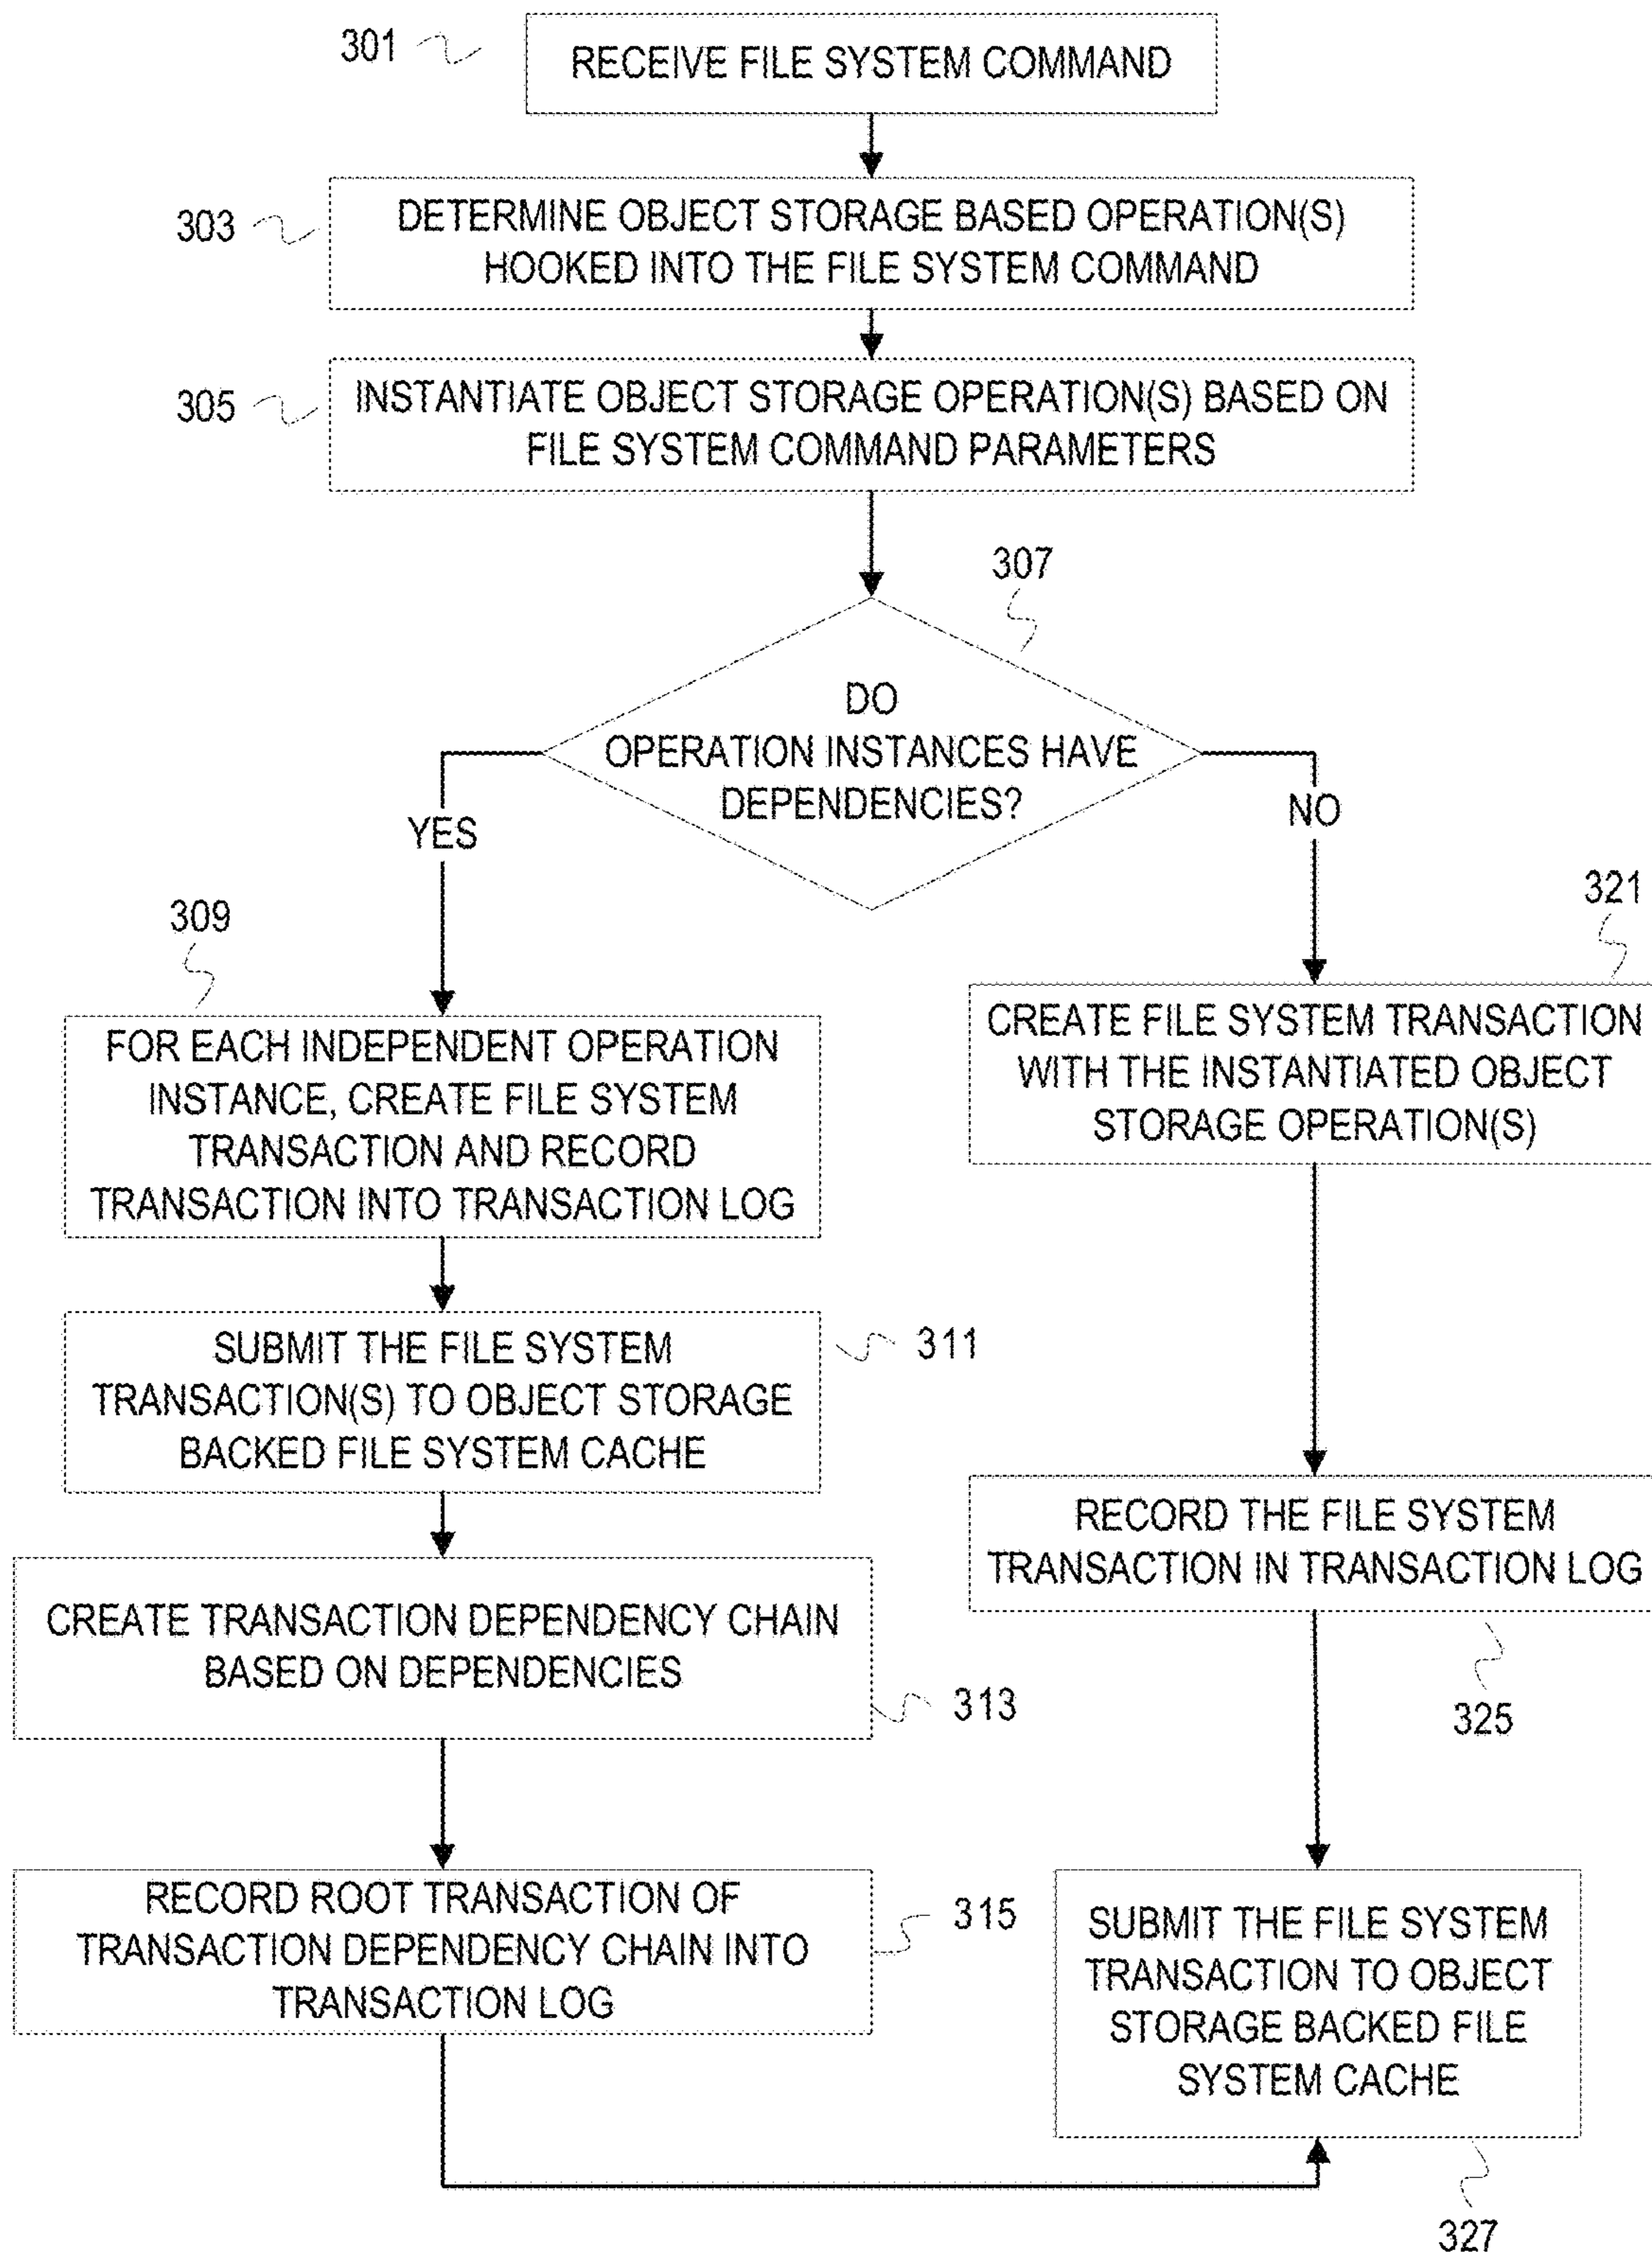 301
RECEIVE FILE SYSTEM COMMAND
303
DETERMINE OBJECT STORAGE BASED OPERATION(S)
HOOKED INTO THE FILE SYSTEM COMMAND
305
INSTANTIATE OBJECT STORAGE OPERATION(S) BASED ON
FILE SYSTEM COMMAND PARAMETERS
307
DO
OPERATION INSTANCES HAVE
DEPENDENCIES?
YES
NO
309
FOR EACH INDEPENDENT OPERATION
INSTANCE, CREATE FILE SYSTEM
TRANSACTION AND RECORD
TRANSACTION INTO TRANSACTION LOG
321
CREATE FILE SYSTEM TRANSACTION
WITH THE INSTANTIATED OBJECT
STORAGE OPERATION(S)
SUBMIT THE FILE SYSTEM
TRANSACTION(S) TO OBJECT STORAGE
BACKED FILE SYSTEM CACHE
311
RECORD THE FILE SYSTEM
TRANSACTION IN TRANSACTION LOG
325
CREATE TRANSACTION DEPENDENCY CHAIN
BASED ON DEPENDENCIES
313
RECORD ROOT TRANSACTION OF
TRANSACTION DEPENDENCY CHAIN INTO
TRANSACTION LOG
315
SUBMIT THE FILE SYSTEM
TRANSACTION TO OBJECT
STORAGE BACKED FILE
SYSTEM CACHE
327